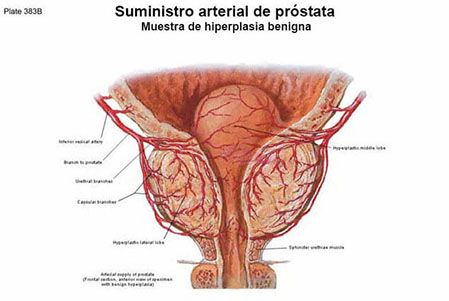 Plate 383B
Suministro arterial de próstata
Muestra de hiperplasia benigna
Inferior vesical artery
Branch to prostate
Urethral branches
Capsular branches
Hyperplastic lateral lobe
Hyperplastic middle lobe
Sphincter urethrae muscle
Arterial supply of prostate
(Frontal section, anterior view of specimen
with benign hyperplasia)